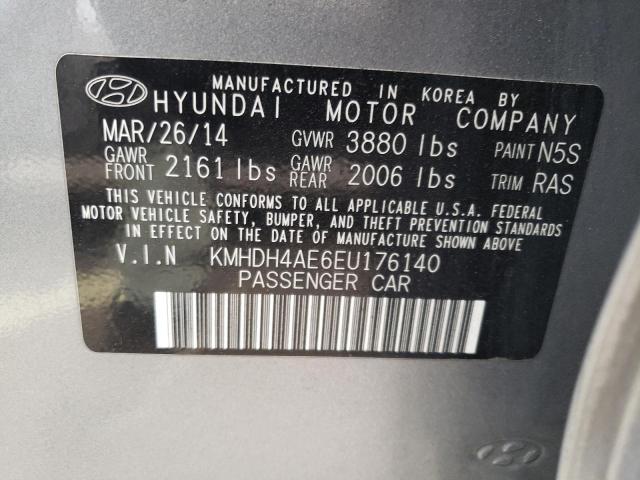 MANUFACTURED IN KOREA BY
HYUNDAI MOTOR COMPANY
MAR/26/14 GVWR 3880 lbs PAINT N5S
GAWR FRONT 2161 lbs GAWR REAR 2006 lbs TRIM RAS
THIS VEHICLE CONFORMS TO ALL APPLICABLE U.S.A. FEDERAL
MOTOR VEHICLE SAFETY, BUMPER, AND THEFT PREVENTION STANDARDS
IN EFFECT ON THE DATE OF MANUFACTURE SHOWN ABOVE.
V.I.N KMHDH4AE6EU176140
PASSENGER CAR